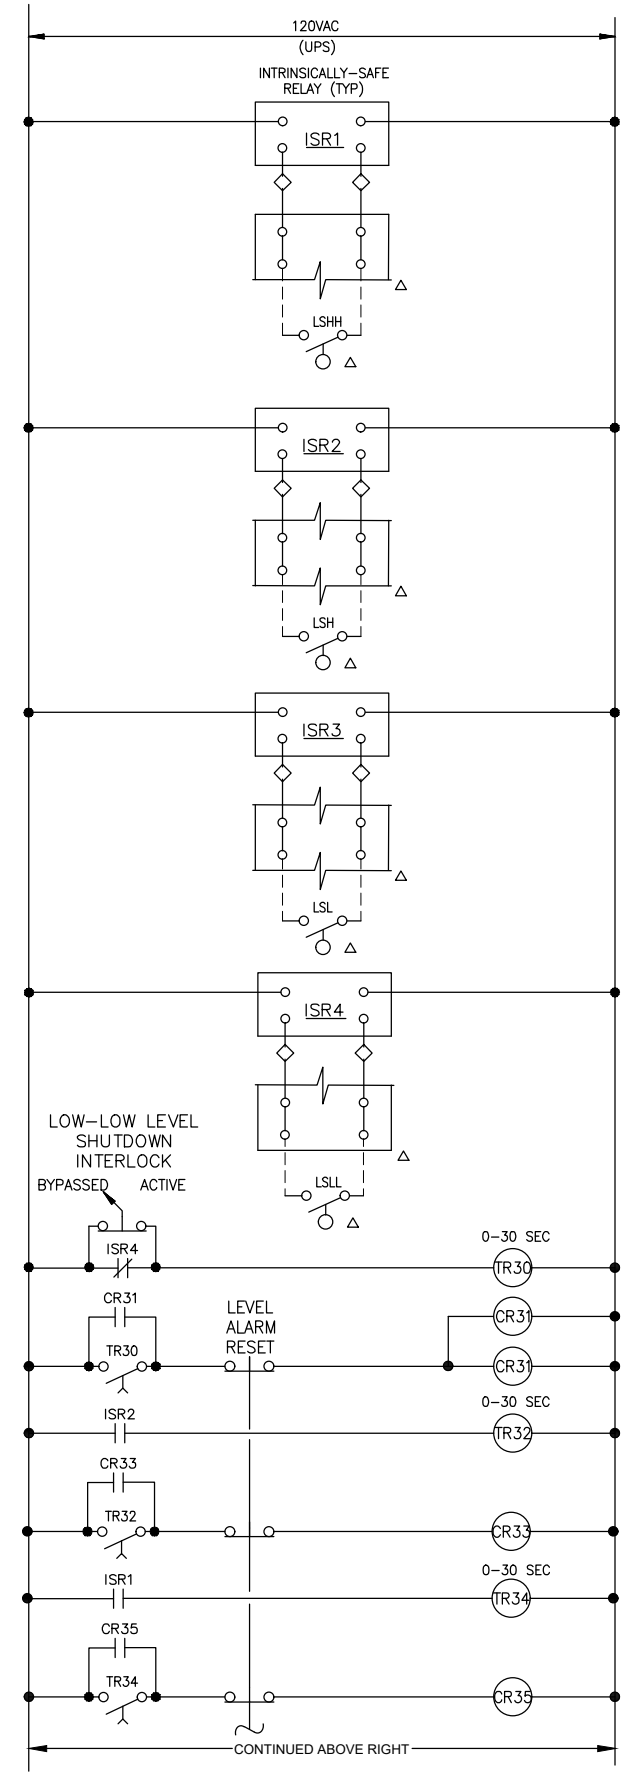 120VAC
(UPS)
INTRINSICALLY-SAFE
RELAY (TYP)
ISR1
LSHH
ISR2
LSH
ISR3
LSL
ISR4
LSLL
LOW-LOW LEVEL
SHUTDOWN
INTERLOCK
BYPASSED ACTIVE
ISR4
0-30 SEC
TR30
CR31
CR31
LEVEL
ALARM
RESET
TR30
CR31
0-30 SEC
ISR2
TR32
CR33
TR32
CR33
0-30 SEC
ISR1
TR34
CR35
TR34
CR35
CONTINUED ABOVE RIGHT